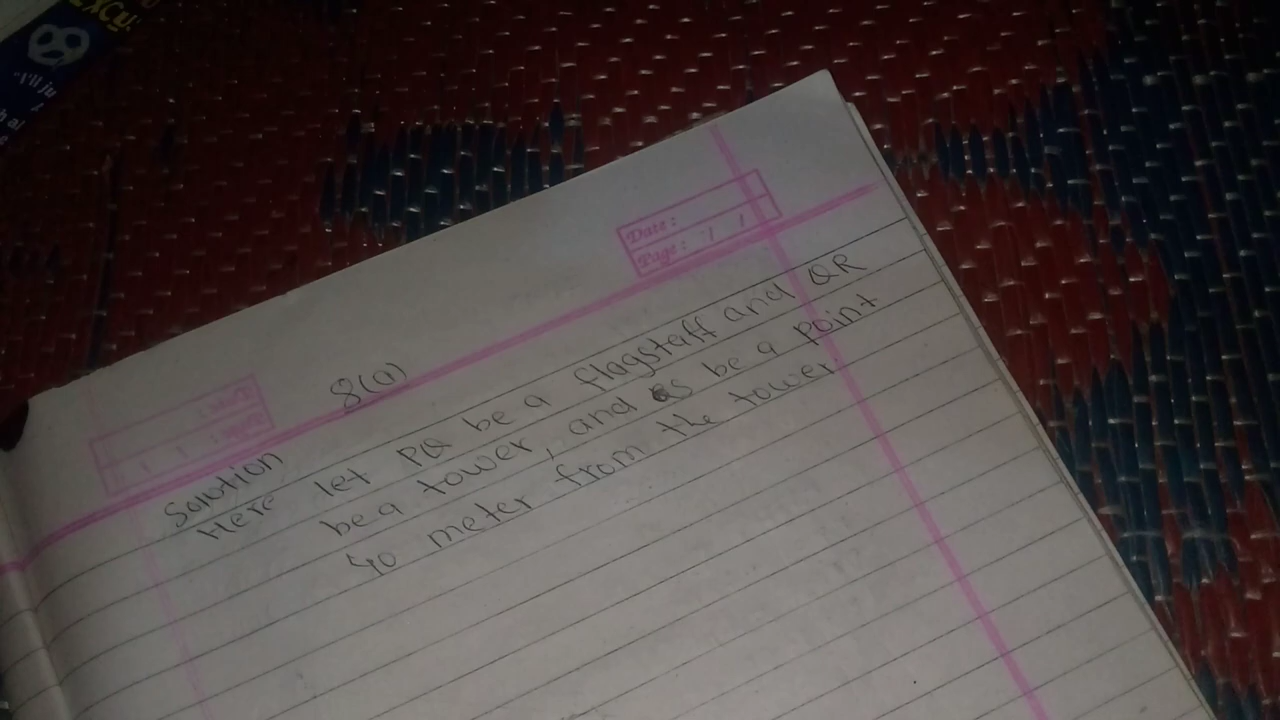 Date:
Page:
8(a)
Solution
Here let PQ be a flagstaff and QR
be a tower, and s be a point
40 meter from the tower.